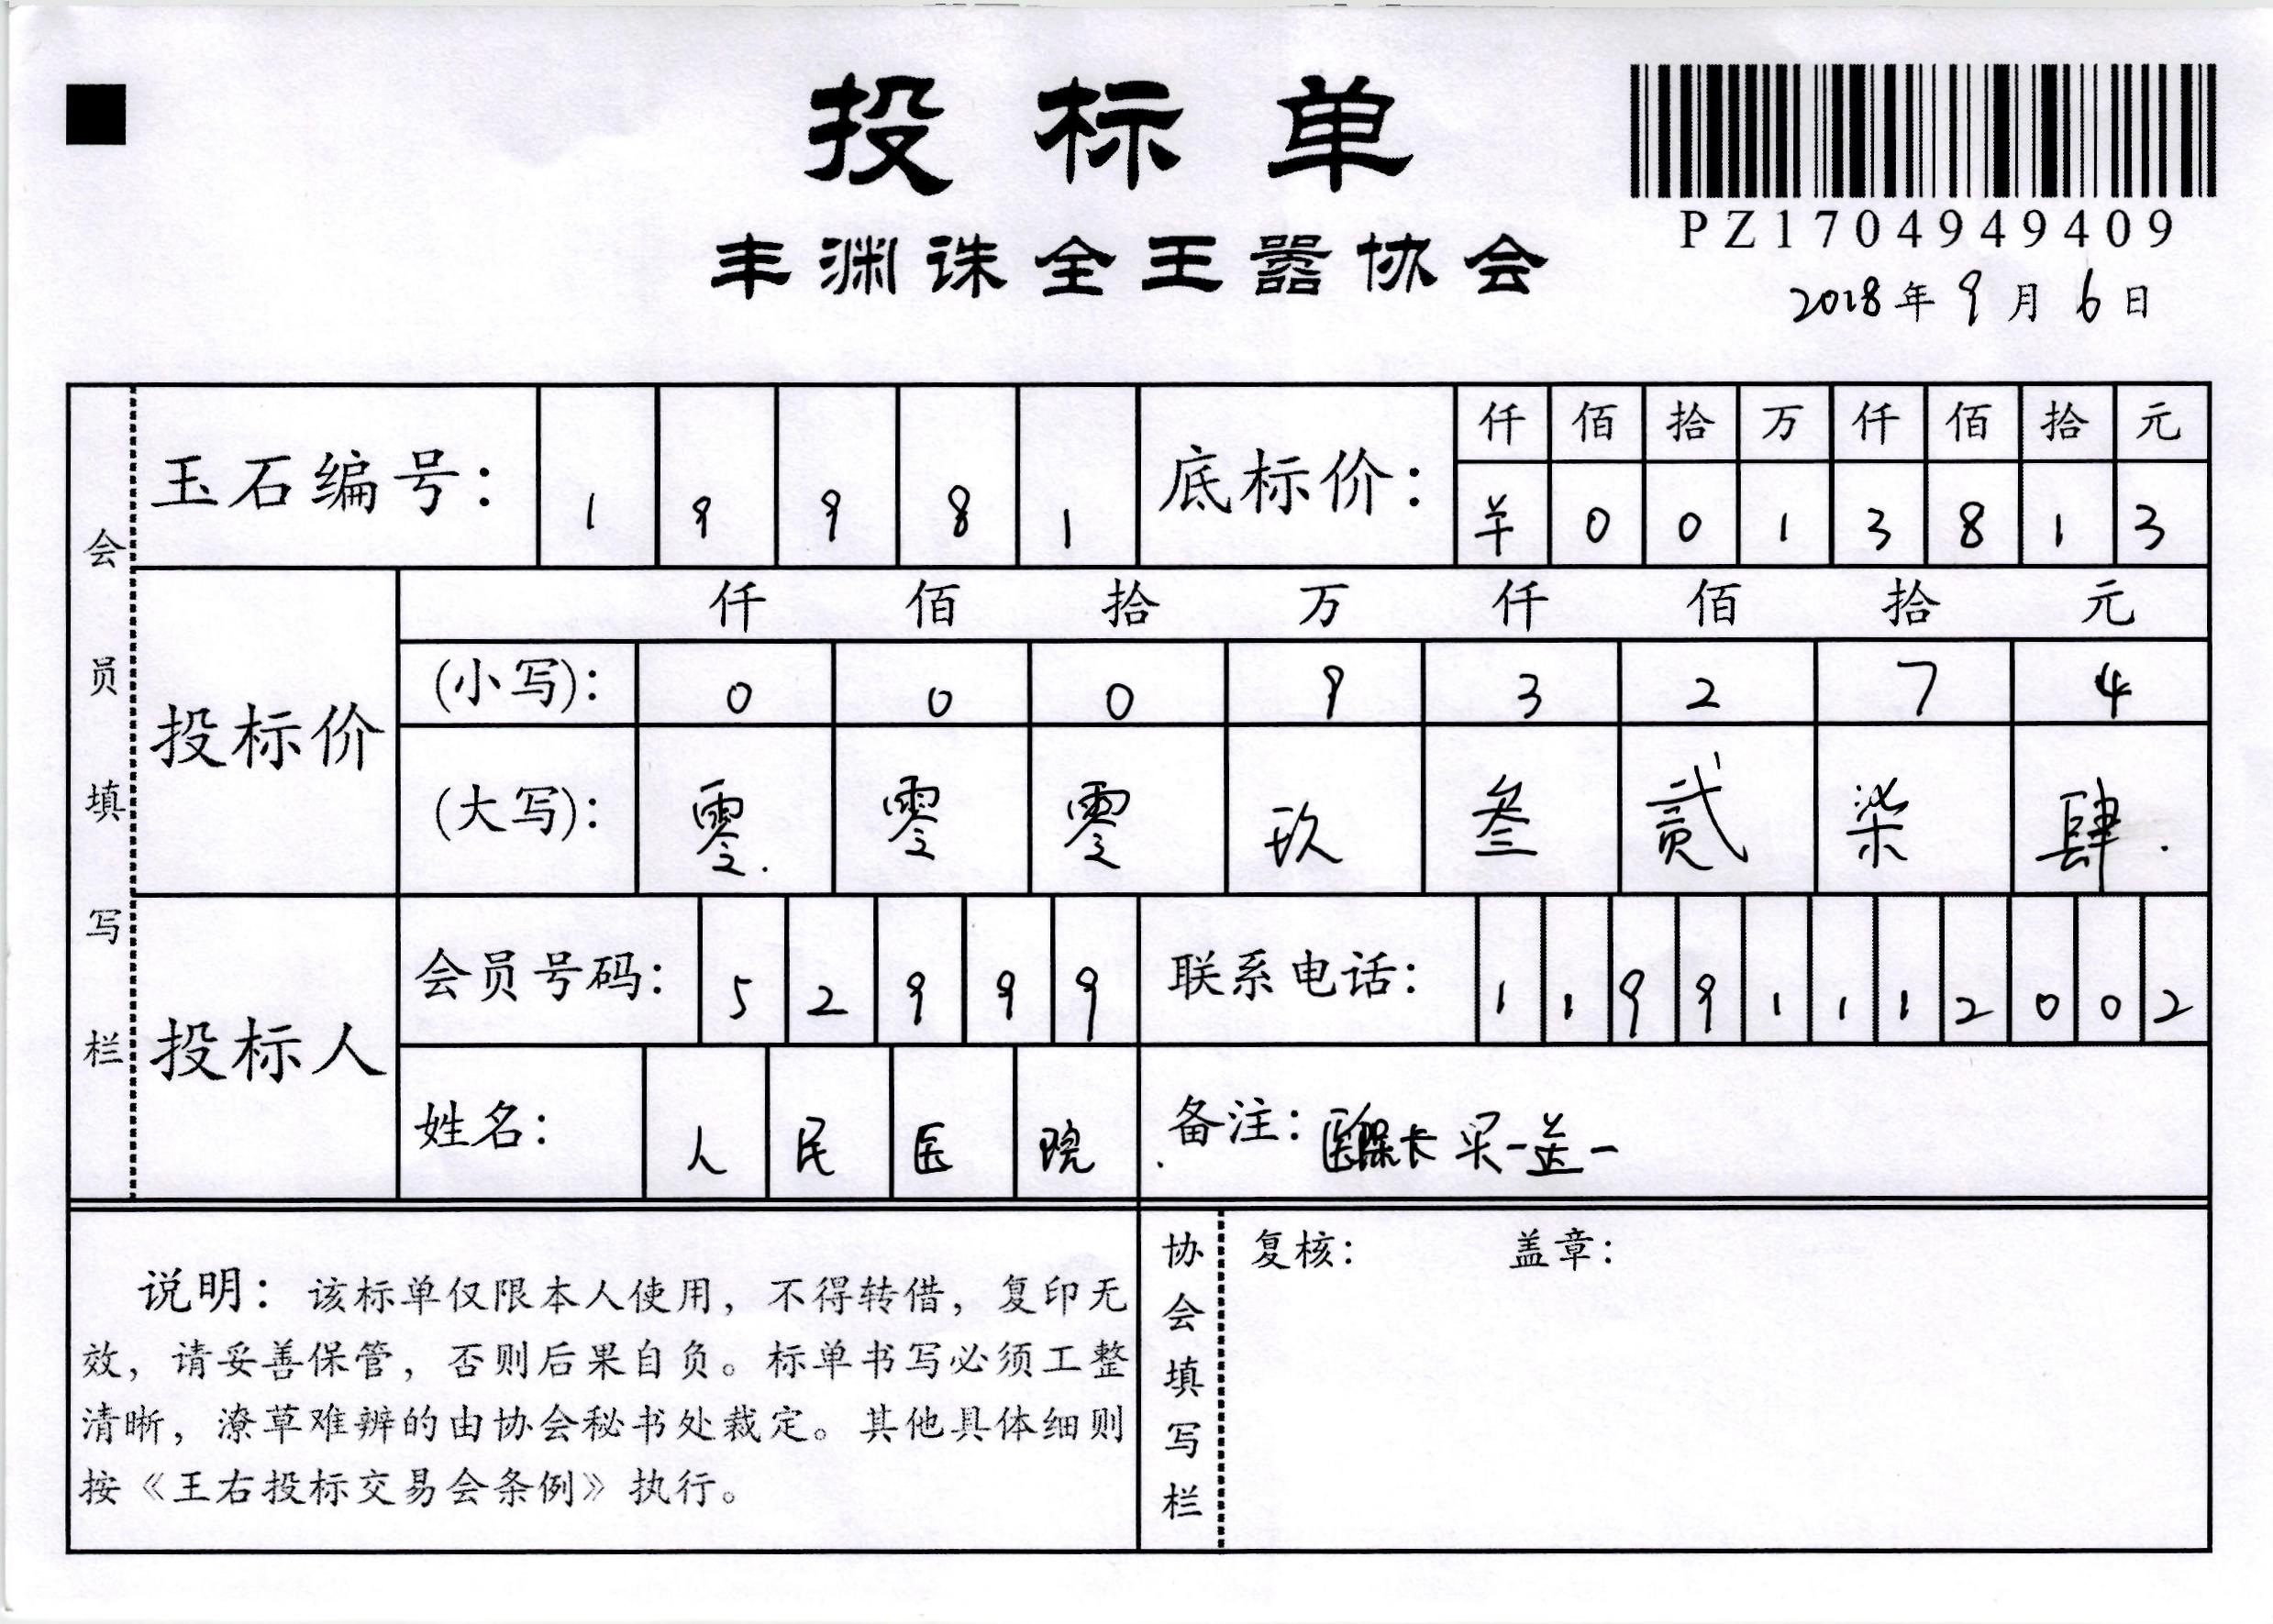 投标单
丰渊诛全王嚣协会
PZ1704949409
2018年9月6日
会员填写栏
玉石编号: 1 9 9 8 1
底标价: 仟 佰 拾 万 仟 佰 拾 元
羊 0 0 1 3 8 1 3
投标价
仟 佰 拾 万 仟 佰 拾 元
(小写): 0 0 0 9 3 2 7 4
(大写): 零 零 零 玖 叁 贰 柒 肆
投标人
会员号码: 5 2 9 9 9
联系电话: 1 1 9 9 1 1 1 2 0 0 2
姓名: 人 民 医 院
备注: 医保卡 买一送一
说明: 该标单仅限本人使用, 不得转借, 复印无
效, 请妥善保管, 否则后果自负。标单书写必须工整
清晰, 潦草难辨的由协会秘书处裁定。其他具体细则
按《王右投标交易会条例》执行。
协会填写栏
复核: 盖章: